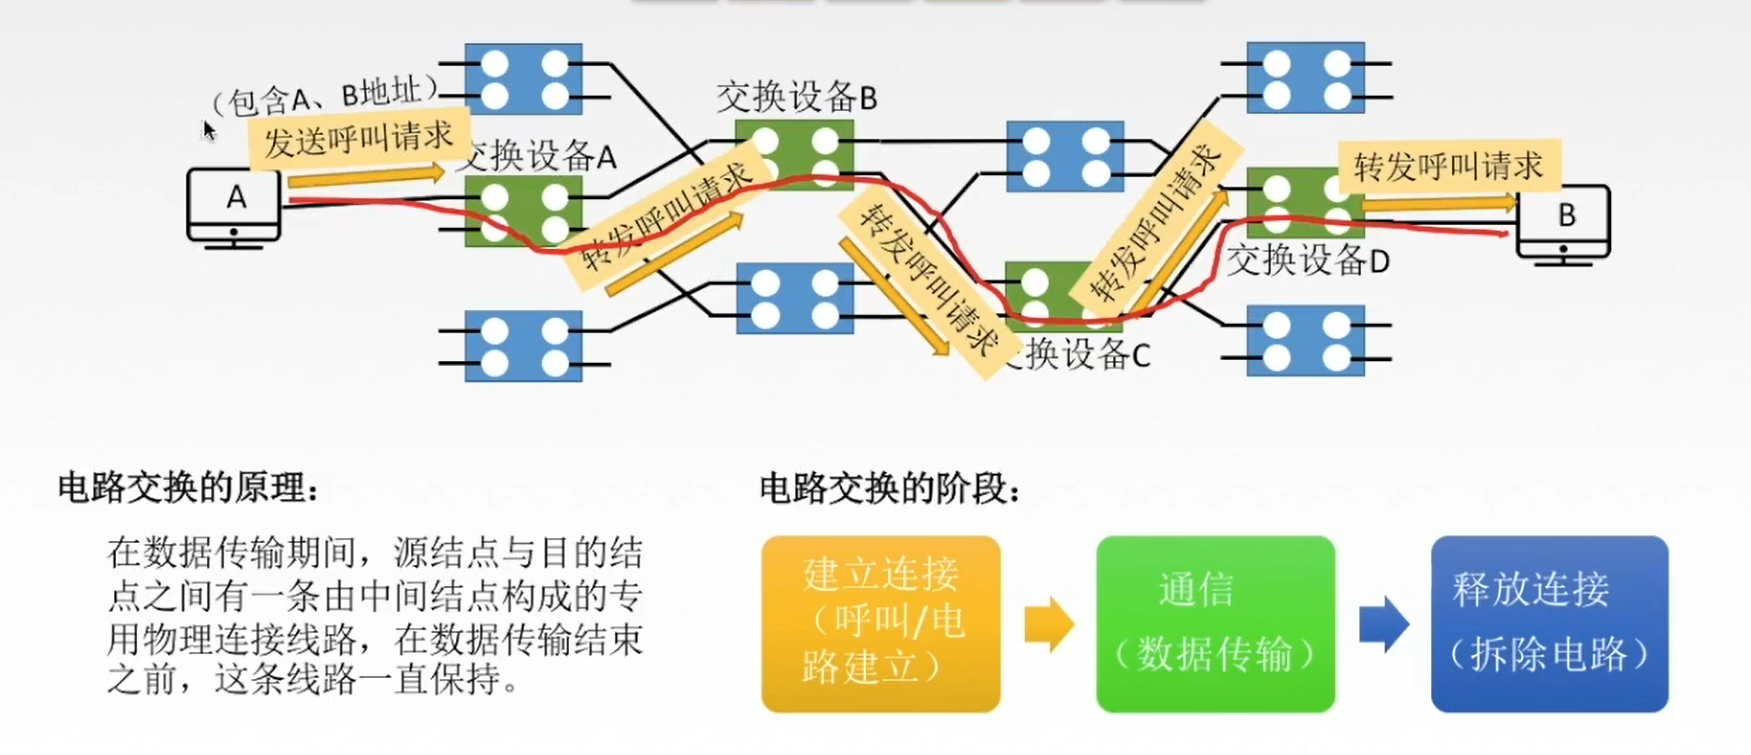 （包含A、B地址）
发送呼叫请求
交换设备A
A
转发呼叫请求
交换设备B
转发呼叫请求
换设备C
转发呼叫请求
交换设备D
转发呼叫请求
B
电路交换的原理：
在数据传输期间，源结点与目的结
点之间有一条由中间结点构成的专
用物理连接线路，在数据传输结束
之前，这条线路一直保持。
电路交换的阶段：
建立连接
（呼叫/电
路建立）
通信
（数据传输）
释放连接
（拆除电路）